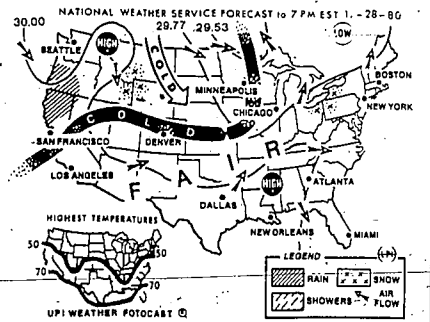 NATIONAL WEATHER SERVICE FORECAST to 7 PM EST 1 - 28 - 80
30.00
29.77
29.53
SEATTLE
HIGH
LOW
COLD
MINNEAPOLIS
BOSTON
NEW YORK
CHICAGO
COLD
SAN FRANCISCO
DENVER
LOS ANGELES
FAIR
HIGH
ATLANTA
DALLAS
NEW ORLEANS
MIAMI
HIGHEST TEMPERATURES
50
50
70
70
LEGEND
RAIN
SNOW
SHOWERS
AIR FLOW
UPI WEATHER FOTOCAST